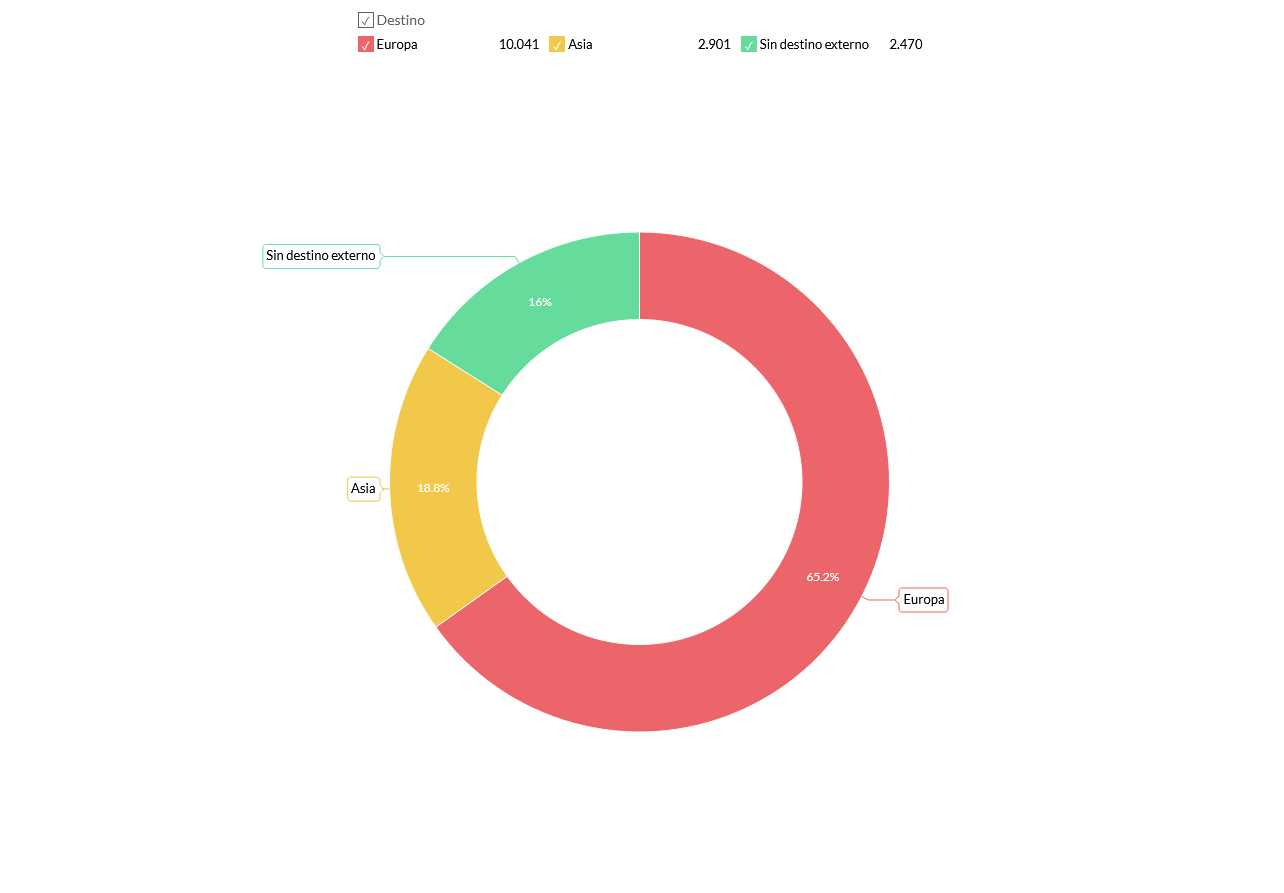 Destino
Europa 10.041 Asia 2.901 Sin destino externo 2.470
Sin destino externo
16%
Asia
18.8%
65.2%
Europa